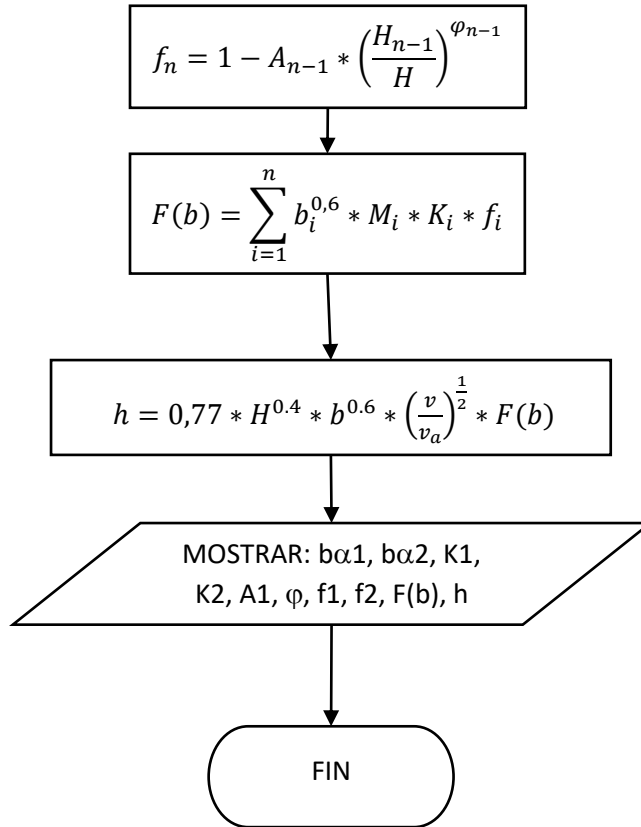 f_n = 1 − A_{n−1} * (H_{n−1}/H)^{φ_{n−1}}
F(b) = ∑_{i=1}^{n} b_i^{0,6} * M_i * K_i * f_i
h = 0,77 * H^{0.4} * b^{0.6} * (v/v_a)^{1/2} * F(b)
MOSTRAR: bα1, bα2, K1,
K2, A1, φ, f1, f2, F(b), h
FIN